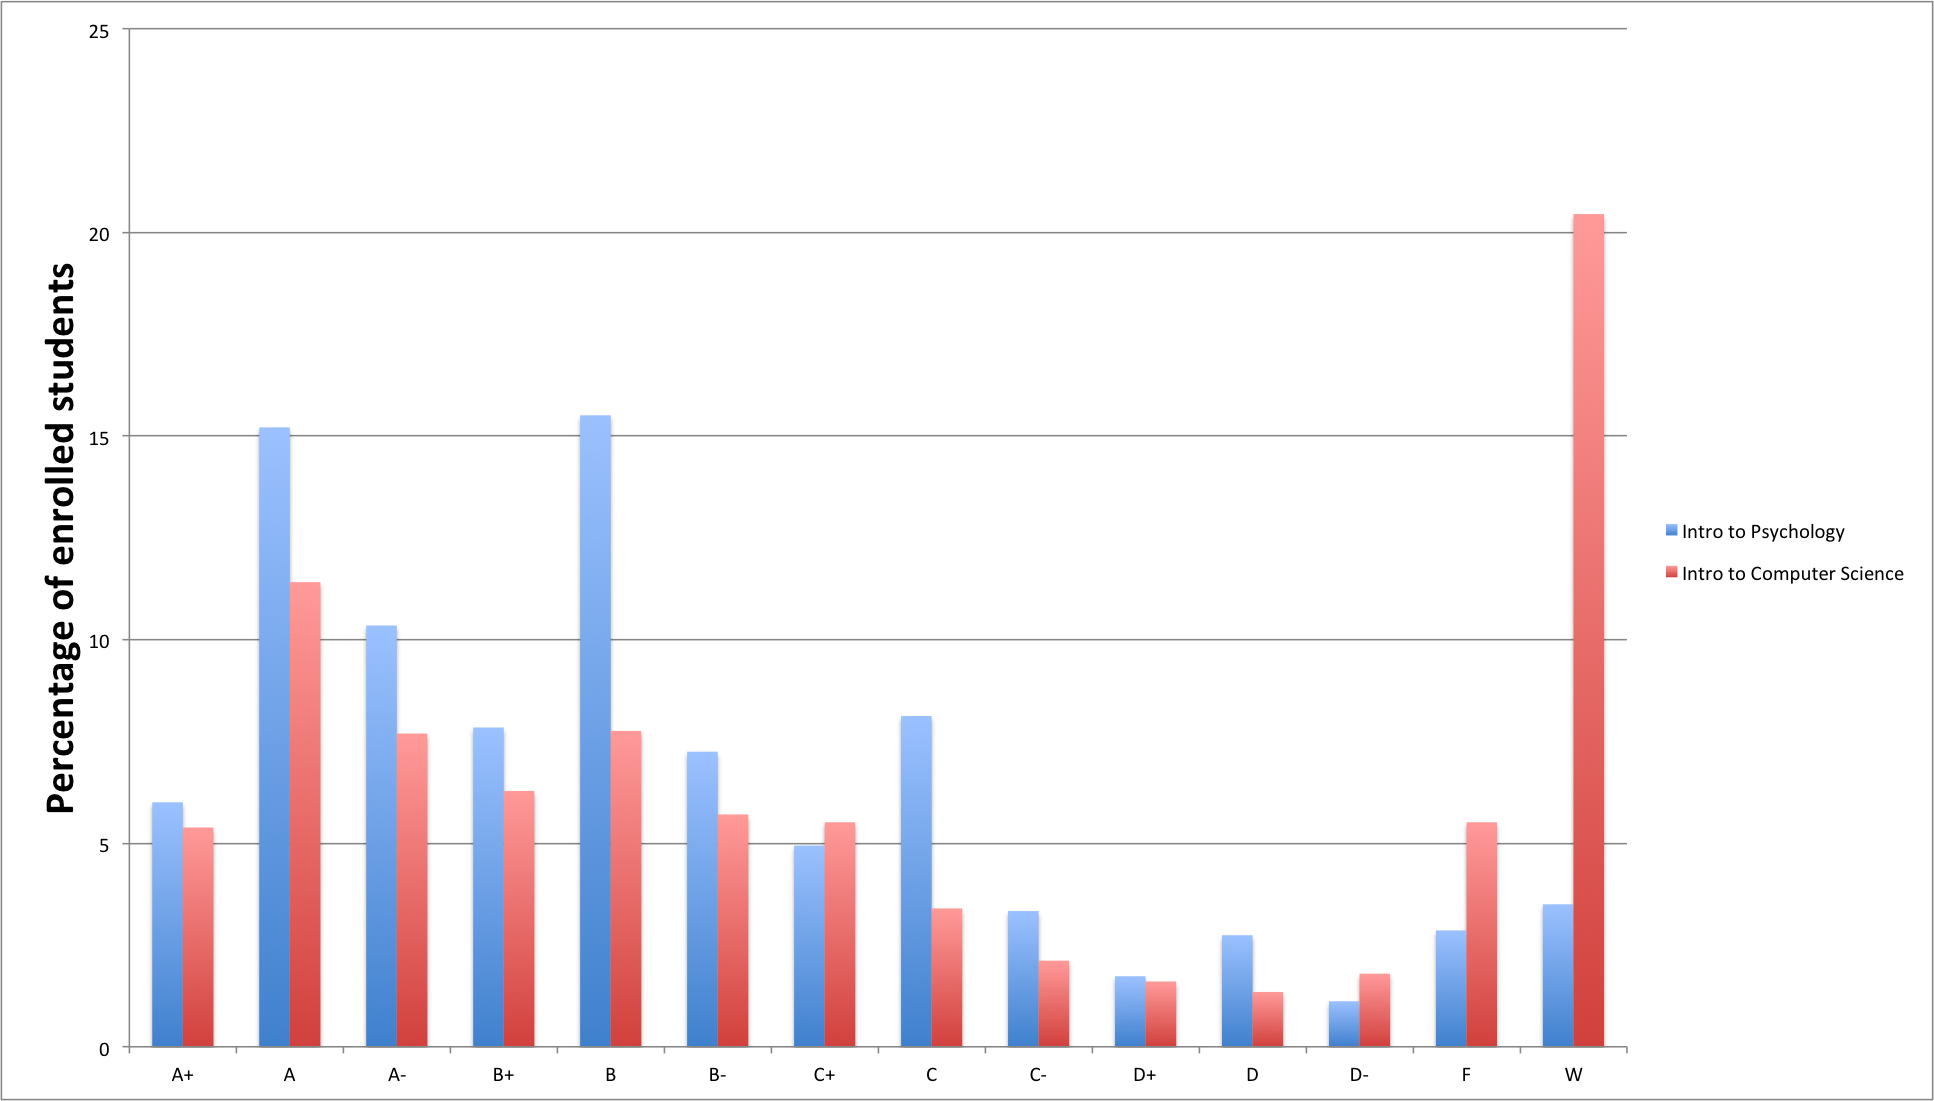 Percentage of enrolled students
25
20
15
10
5
0
A+ A A- B+ B B- C+ C C- D+ D D- F W
Intro to Psychology
Intro to Computer Science